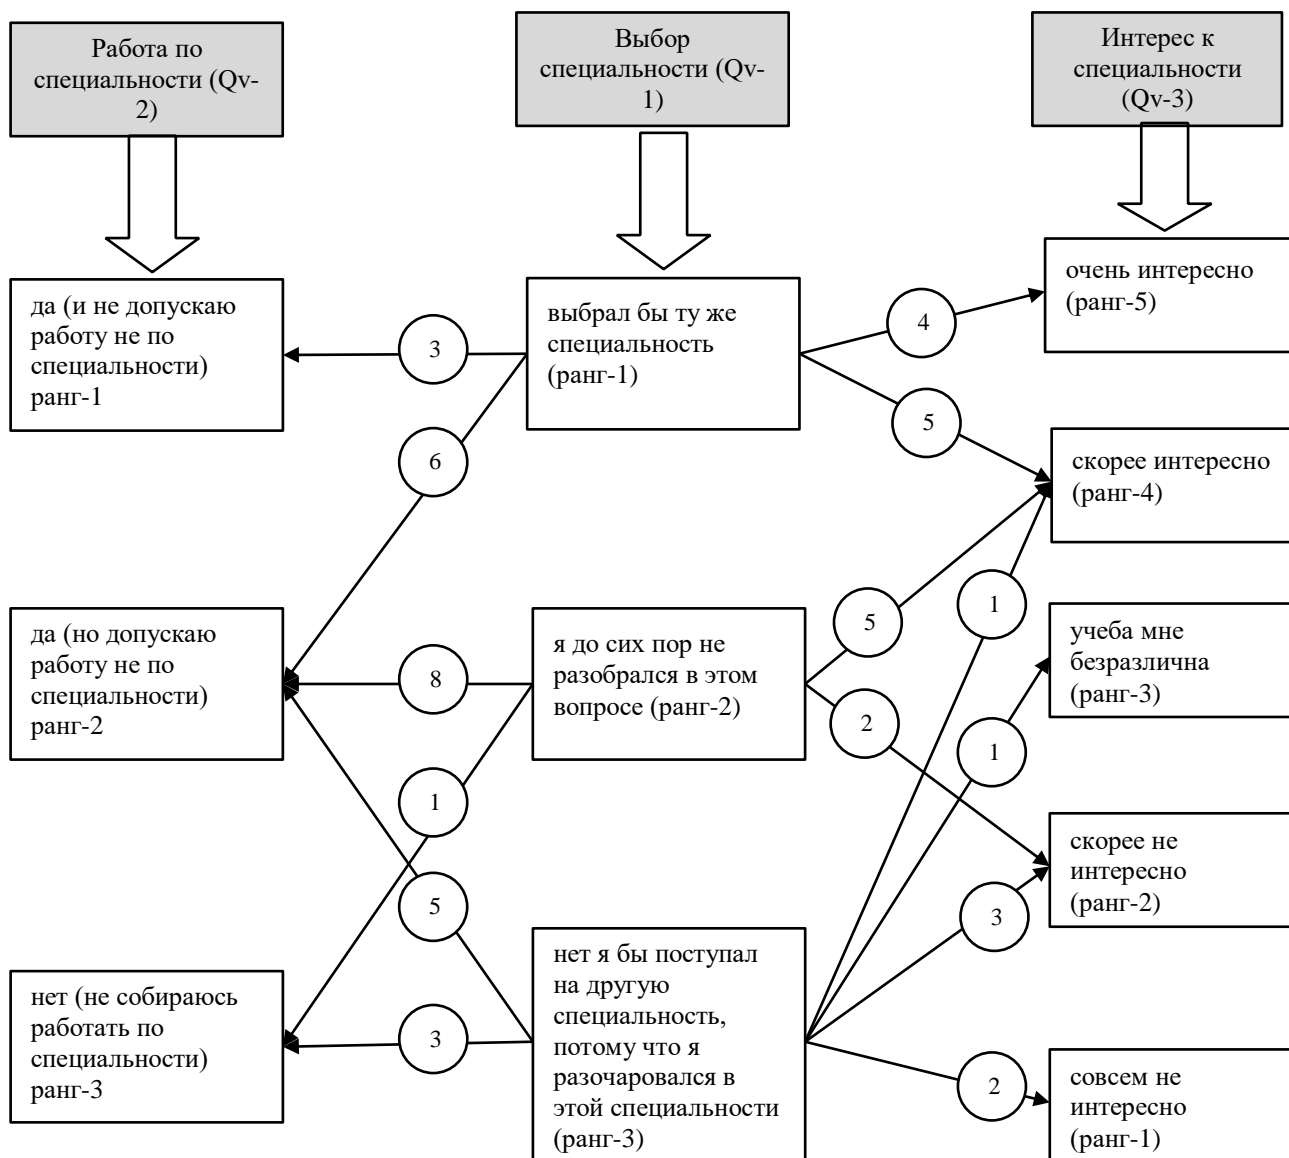 Работа по
специальности (Qv-
2)
Выбор
специальности (Qv-
1)
Интерес к
специальности
(Qv-3)
да (и не допускаю
работу не по
специальности)
ранг-1
3
выбрал бы ту же
специальность
(ранг-1)
4
очень интересно
(ранг-5)
6
5
скорее интересно
(ранг-4)
да (но допускаю
работу не по
специальности)
ранг-2
8
я до сих пор не
разобрался в этом
вопросе (ранг-2)
5
1
учеба мне
безразлична
(ранг-3)
1
2
1
скорее не
интересно
(ранг-2)
5
3
нет (не собираюсь
работать по
специальности)
ранг-3
3
нет я бы поступал
на другую
специальность,
потому что я
разочаровался в
этой специальности
(ранг-3)
2
совсем не
интересно
(ранг-1)